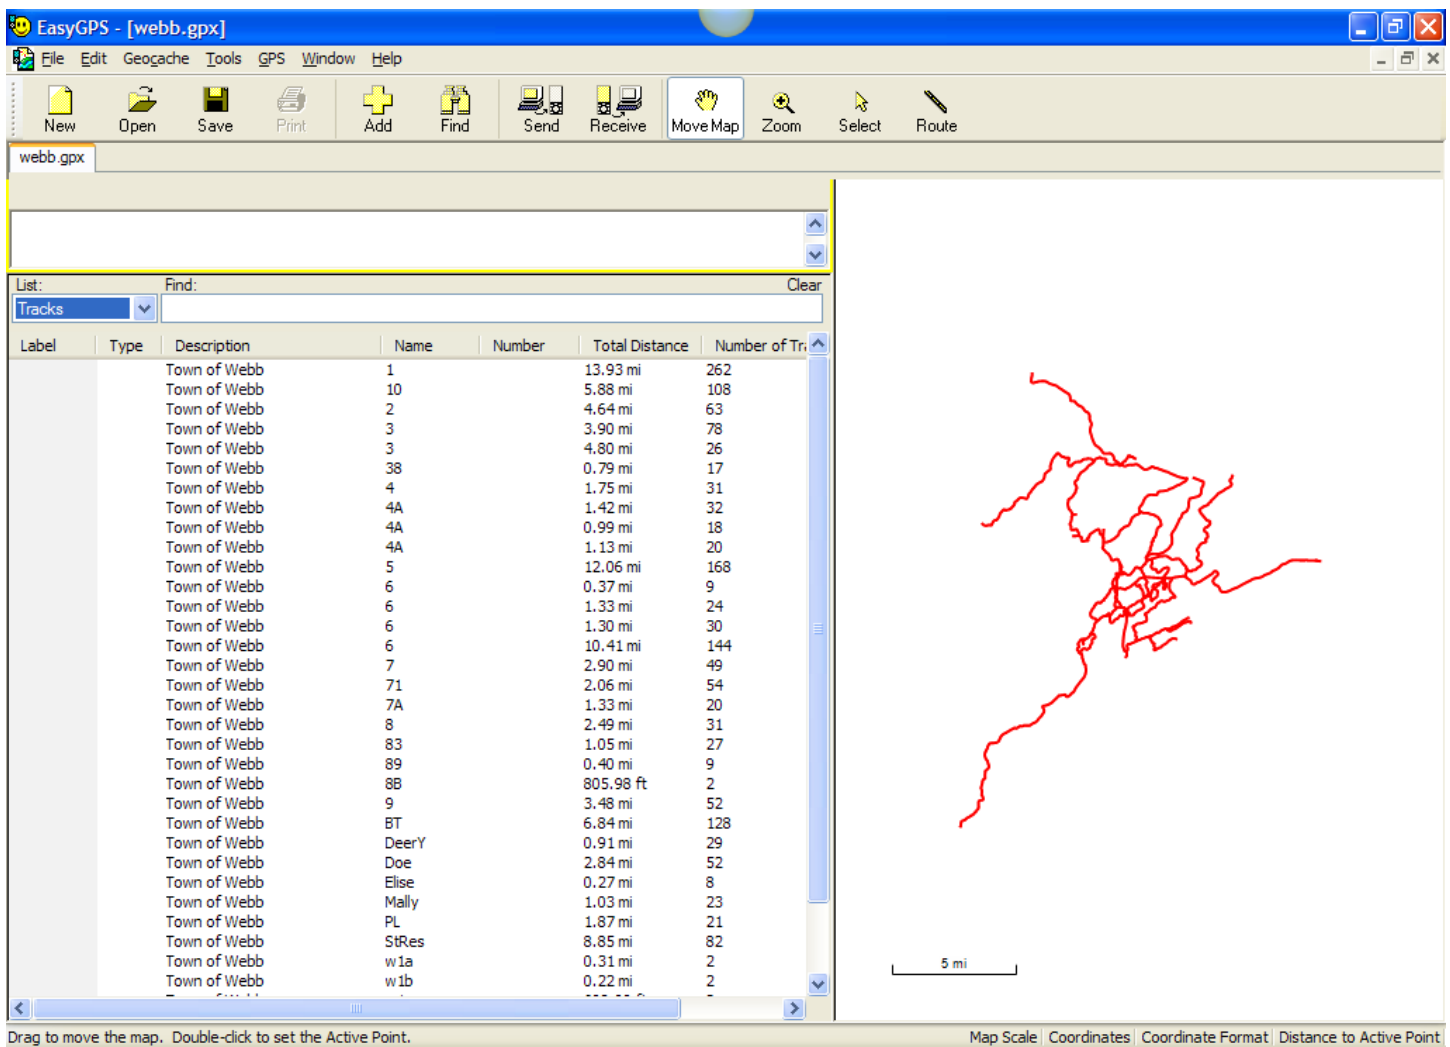 EasyGPS - [webb.gpx]
File Edit Geocache Tools GPS Window Help
New Open Save Print Add Find Send Receive Move Map Zoom Select Route
webb.gpx
List: Find: Clear
Tracks
Label Type Description Name Number Total Distance Number of Tra
Town of Webb 1 13.93 mi 262
Town of Webb 10 5.88 mi 108
Town of Webb 2 4.64 mi 63
Town of Webb 3 3.90 mi 78
Town of Webb 3 4.80 mi 26
Town of Webb 38 0.79 mi 17
Town of Webb 4 1.75 mi 31
Town of Webb 4A 1.42 mi 32
Town of Webb 4A 0.99 mi 18
Town of Webb 4A 1.13 mi 20
Town of Webb 5 12.06 mi 168
Town of Webb 6 0.37 mi 9
Town of Webb 6 1.33 mi 24
Town of Webb 6 1.30 mi 30
Town of Webb 6 10.41 mi 144
Town of Webb 7 2.90 mi 49
Town of Webb 71 2.06 mi 54
Town of Webb 7A 1.33 mi 20
Town of Webb 8 2.49 mi 31
Town of Webb 83 1.05 mi 27
Town of Webb 89 0.40 mi 9
Town of Webb 8B 805.98 ft 2
Town of Webb 9 3.48 mi 52
Town of Webb BT 6.84 mi 128
Town of Webb DeerY 0.91 mi 29
Town of Webb Doe 2.84 mi 52
Town of Webb Elise 0.27 mi 8
Town of Webb Mally 1.03 mi 23
Town of Webb PL 1.87 mi 21
Town of Webb StRes 8.85 mi 82
Town of Webb w1a 0.31 mi 2
Town of Webb w1b 0.22 mi 2
5 mi
Drag to move the map. Double-click to set the Active Point. Map Scale Coordinates Coordinate Format Distance to Active Point